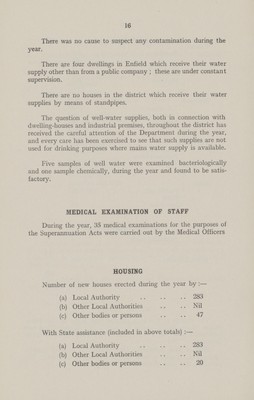 16
There was no cause to suspect any contamination during the
year.
There are four dwellings in Enfield which receive their water
supply other than from a public company ; these are under constant
supervision.
There are no houses in the district which receive their water
supplies by means of standpipes.
The question of well-water supplies, both in connection with
dwelling-houses and industrial premises, throughout the district has
received the careful attention of the Department during the year,
and every care has been exercised to see that such supplies are not
used for drinking purposes where mains water supply is available.
Five samples of well water were examined bacteriologically
and one sample chemically, during the year and found to be satis-
factory.
MEDICAL EXAMINATION OF STAFF
During the year, 35 medical examinations for the purposes of
the Superannuation Acts were carried out by the Medical Officers
HOUSING
Number of new houses erected during the year by :—
(a) Local Authority .. .. .. 283
(b) Other Local Authorities .. .. Nil
(c) Other bodies or persons .. .. 47
With State assistance (included in above totals) :—
(a) Local Authority .. .. .. 283
(b) Other Local Authorities .. .. Nil
(c) Other bodies or persons .. .. 20